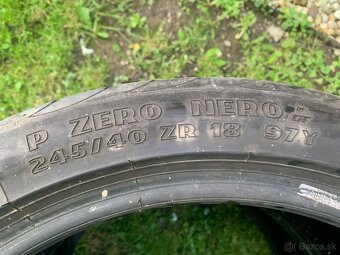 P ZERO NERO
245/40 ZR 18 97Y
Bazos.sk